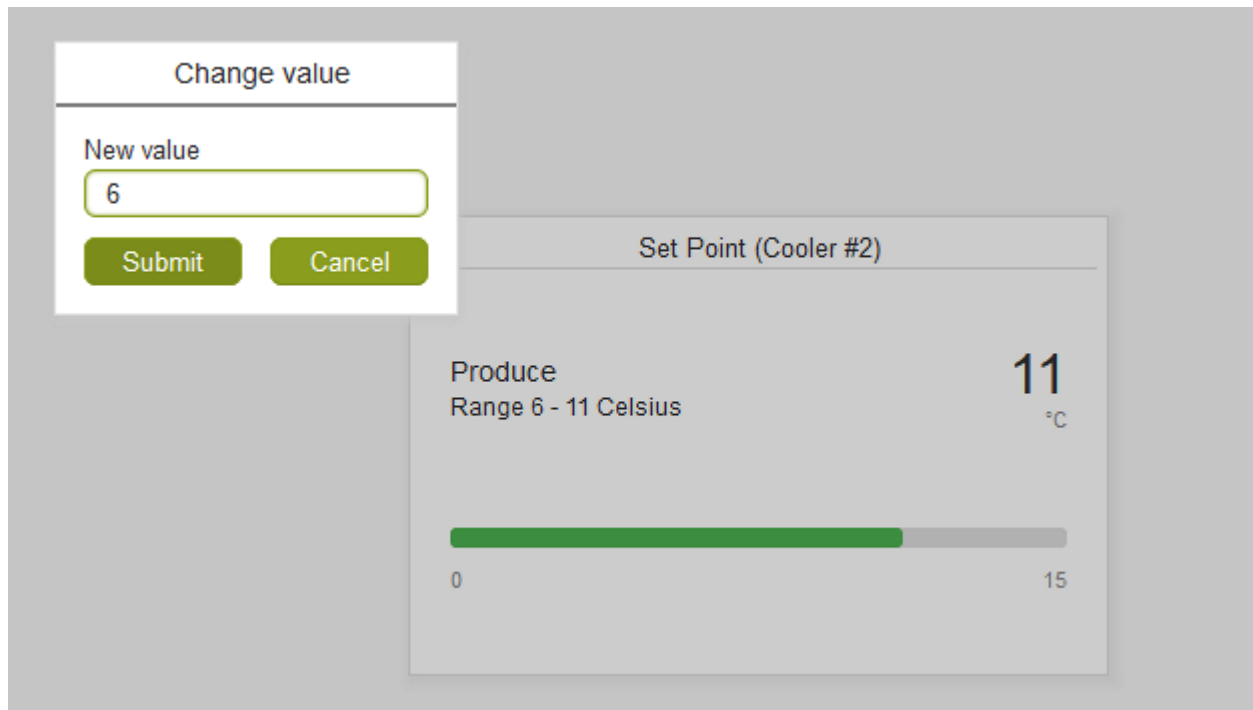 Change value
New value
6
Submit Cancel
Set Point (Cooler #2)
Produce 11
Range 6 - 11 Celsius °C
0 15